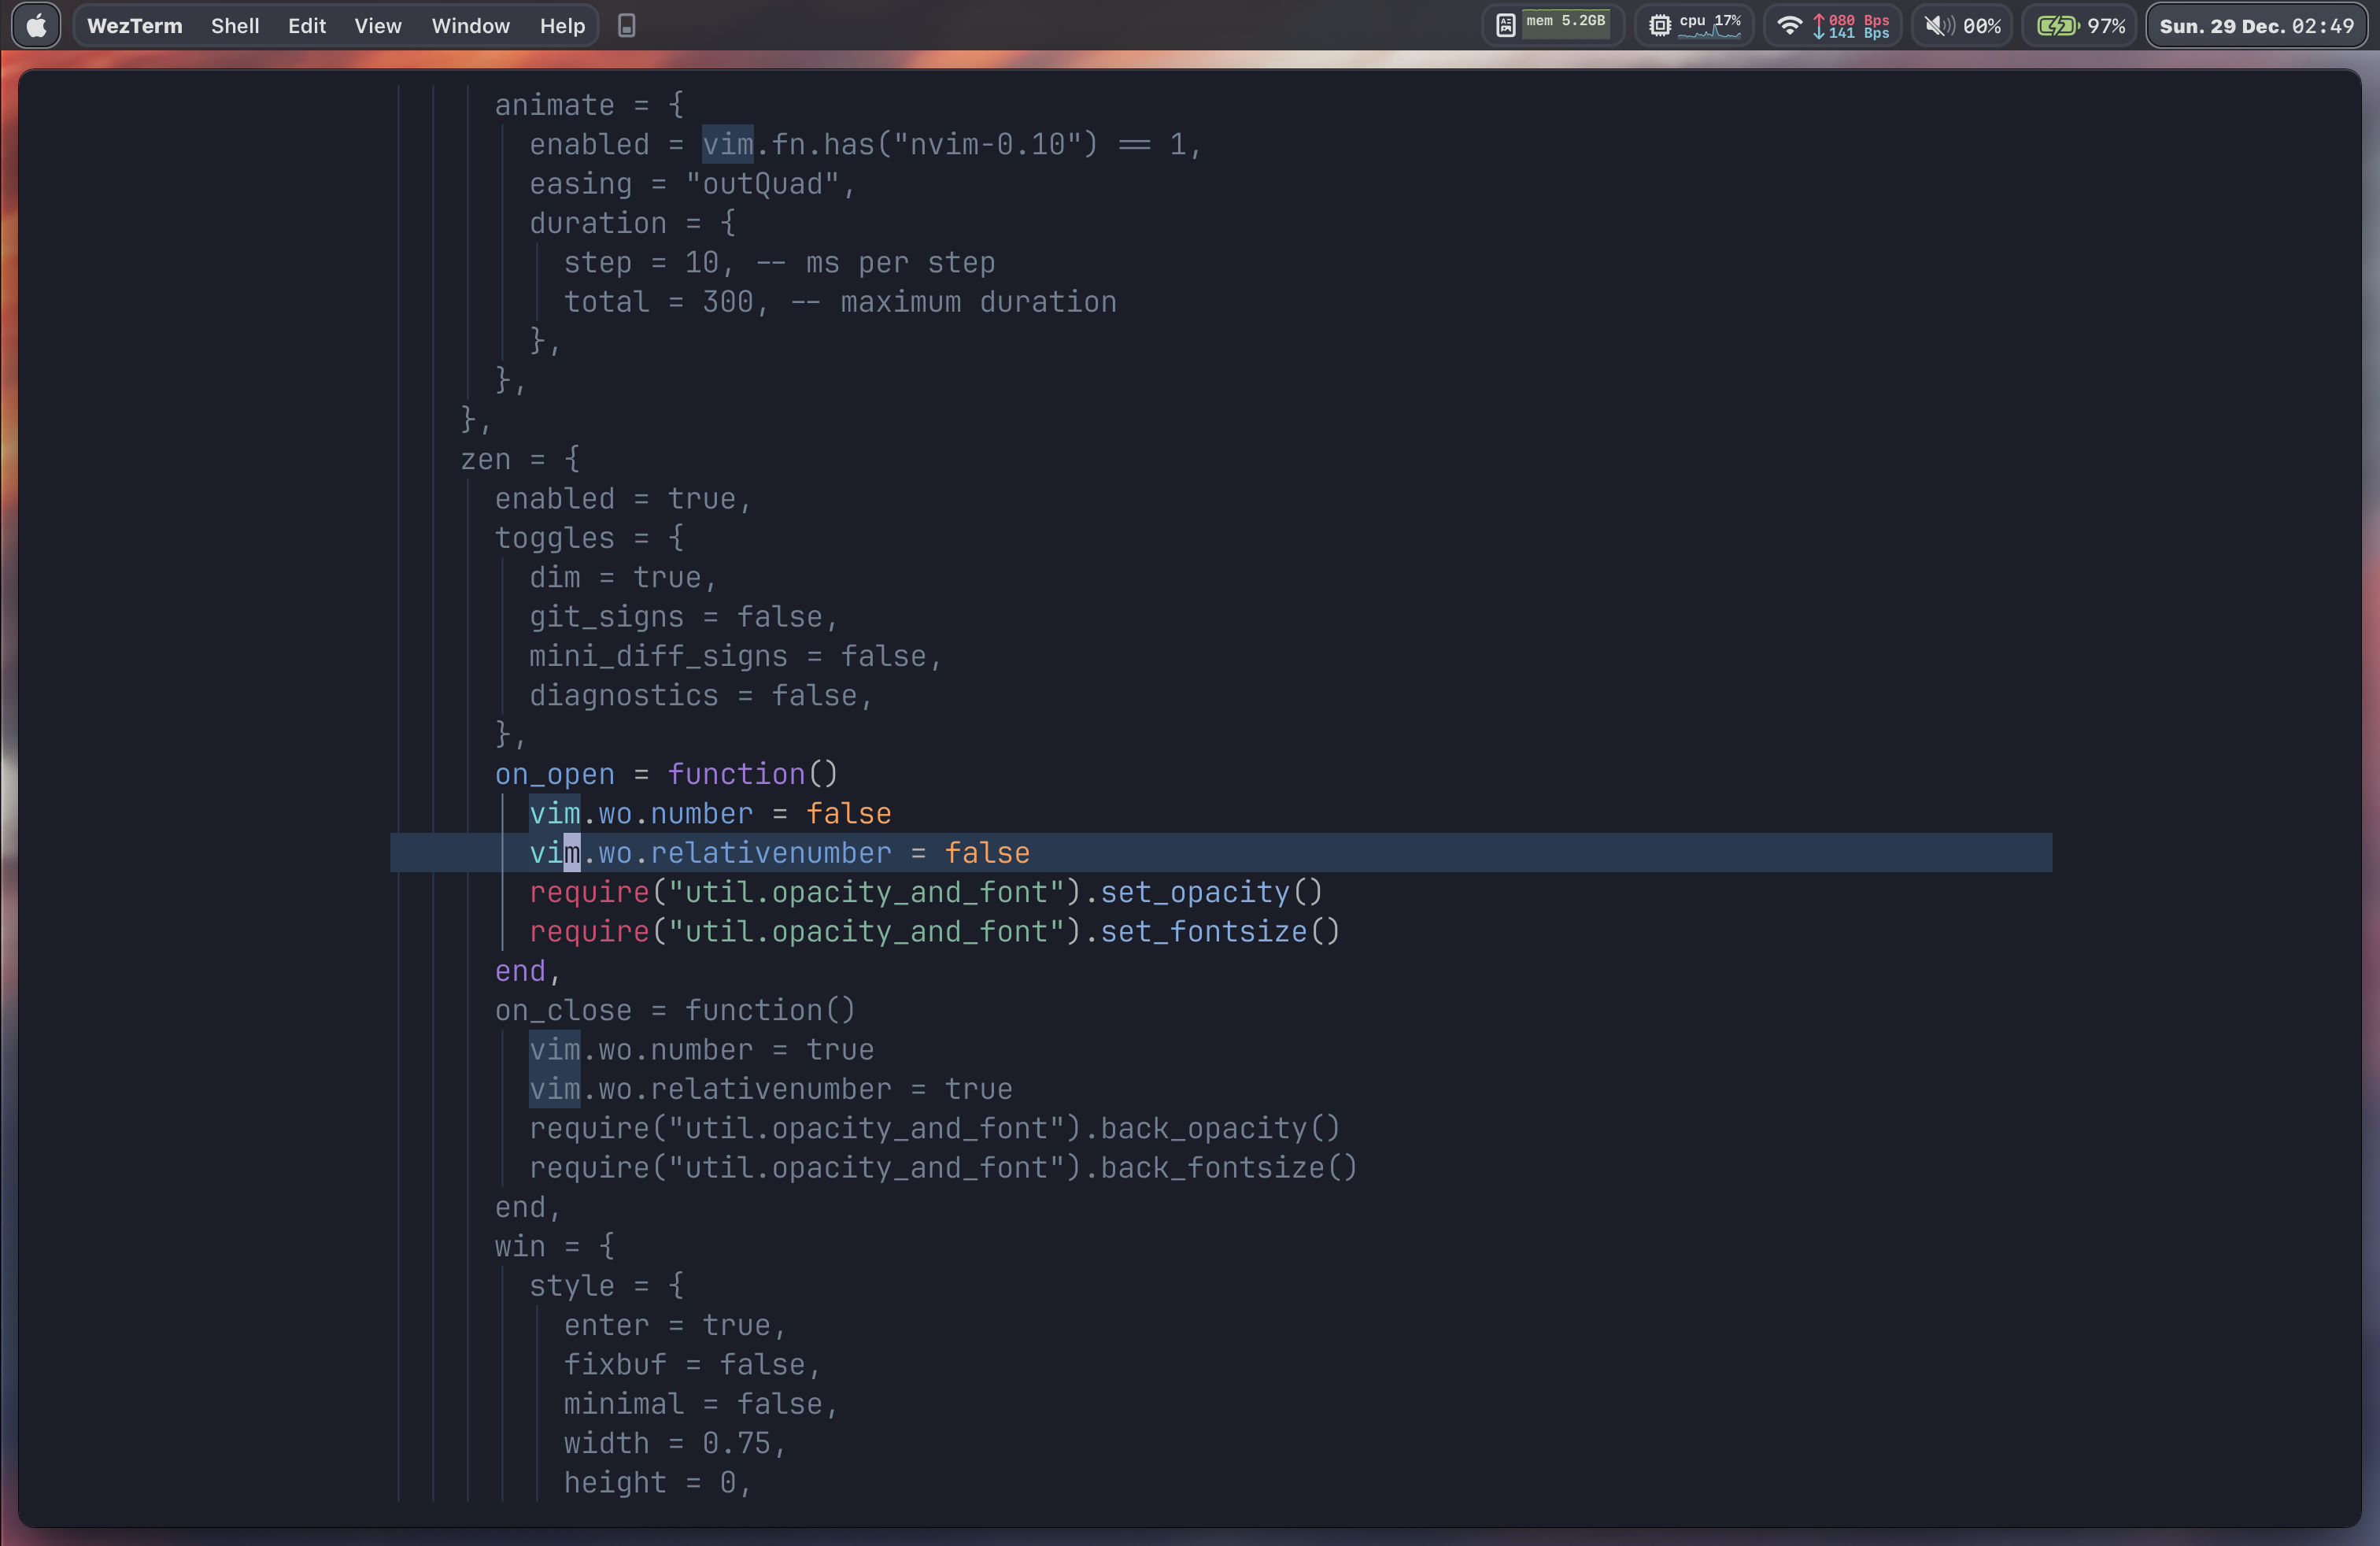 WezTerm Shell Edit View Window Help mem 5.2GB cpu 17% 080 Bps 141 Bps 00% 97% Sun. 29 Dec. 02:49
animate = {
enabled = vim.fn.has("nvim-0.10") == 1,
easing = "outQuad",
duration = {
step = 10, -- ms per step
total = 300, -- maximum duration
},
},
},
zen = {
enabled = true,
toggles = {
dim = true,
git_signs = false,
mini_diff_signs = false,
diagnostics = false,
},
on_open = function()
vim.wo.number = false
vim.wo.relativenumber = false
require("util.opacity_and_font").set_opacity()
require("util.opacity_and_font").set_fontsize()
end,
on_close = function()
vim.wo.number = true
vim.wo.relativenumber = true
require("util.opacity_and_font").back_opacity()
require("util.opacity_and_font").back_fontsize()
end,
win = {
style = {
enter = true,
fixbuf = false,
minimal = false,
width = 0.75,
height = 0,